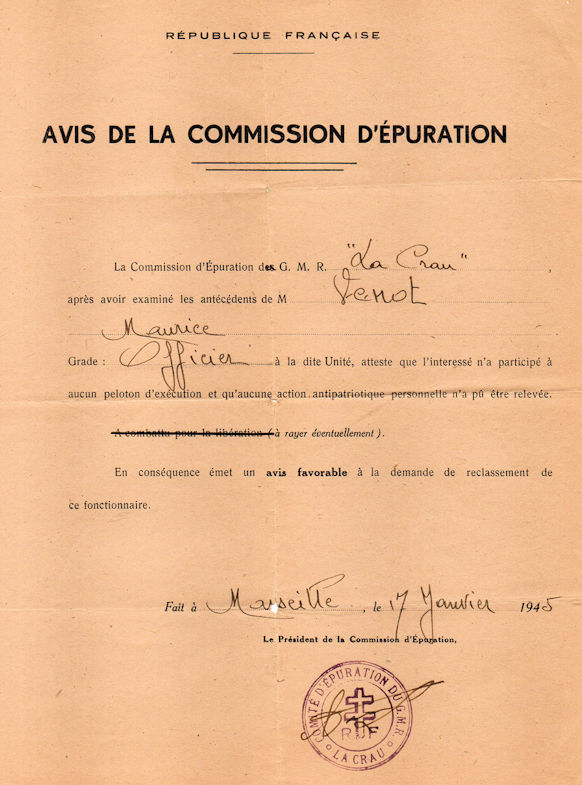 RÉPUBLIQUE FRANÇAISE
AVIS DE LA COMMISSION D'ÉPURATION
La Commission d'Épuration des G. M. R. "La Crau" ,
après avoir examiné les antécédents de M Venot
Maurice
Grade : Officier à la dite Unité, atteste que l'interessé n'a participé à
aucun peloton d'exécution et qu'aucune action antipatriotique personnelle n'a pû être relevée.
A combattu pour la libération (à rayer éventuellement).
En conséquence émet un avis favorable à la demande de reclassement de
ce fonctionnaire.
Fait à Marseille , le 17 Janvier 1945
Le Président de la Commission d'Épuration,
COMITÉ D'ÉPURATION DU G.M.R.
R F
LA CRAU